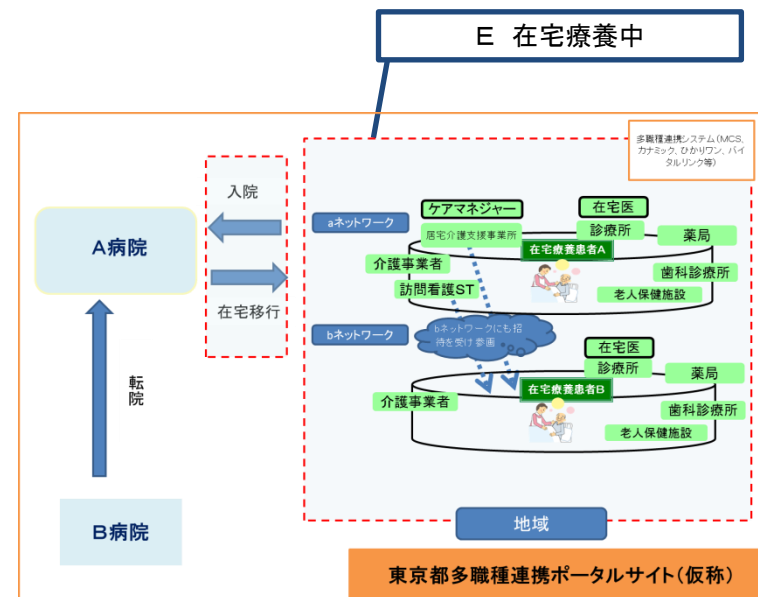 E 在宅療養中
多職種連携システム(MCS、
カナミック、ひかりワン、バイ
タルリンク等)
入院
A病院
在宅移行
転院
B病院
aネットワーク
ケアマネジャー
居宅介護支援事業所
在宅医
診療所
薬局
在宅療養患者A
介護事業者
訪問看護ST
歯科診療所
老人保健施設
bネットワーク
bネットワークにも招
待を受け参画
在宅医
診療所
薬局
在宅療養患者B
介護事業者
歯科診療所
老人保健施設
地域
東京都多職種連携ポータルサイト(仮称)